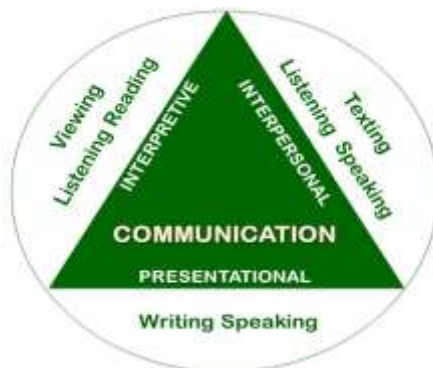 Viewing
Listening Reading
INTERPRETIVE
INTERPERSONAL
Texting
Listening Speaking
COMMUNICATION
PRESENTATIONAL
Writing Speaking